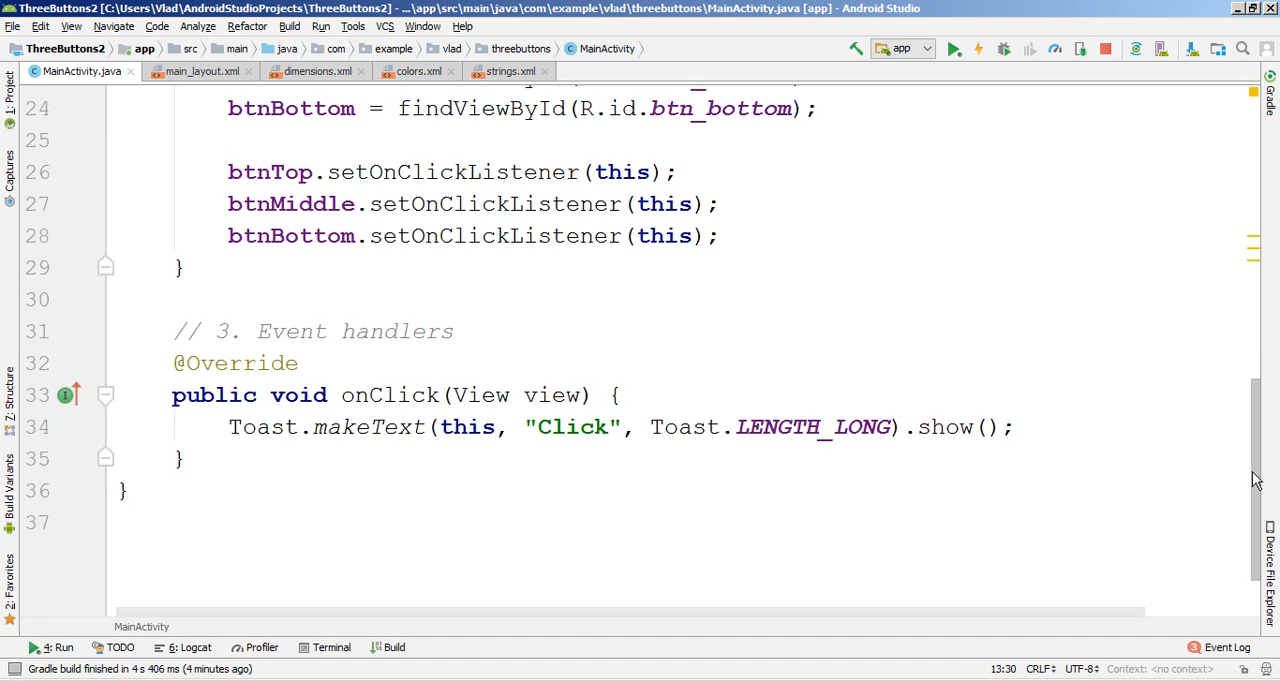 ThreeButtons2 [C:\Users\Vlad\AndroidStudioProjects\ThreeButtons2] - ...\app\src\main\java\com\example\vlad\threebuttons\MainActivity.java [app] - Android Studio
File Edit View Navigate Code Analyze Refactor Build Run Tools VCS Window Help
ThreeButtons2 app src main java com example vlad threebuttons MainActivity app
MainActivity.java main_layout.xml dimensions.xml colors.xml strings.xml
1: Project
Captures
7: Structure
Build Variants
2: Favorites
24 btnBottom = findViewById(R.id.btn_bottom);
25
26 btnTop.setOnClickListener(this);
27 btnMiddle.setOnClickListener(this);
28 btnBottom.setOnClickListener(this);
29 }
30
31 // 3. Event handlers
32 @Override
33 public void onClick(View view) {
34 Toast.makeText(this, "Click", Toast.LENGTH_LONG).show();
35 }
36 }
37
Gradle
Device File Explorer
MainActivity
4: Run TODO 6: Logcat Profiler Terminal Build 3 Event Log
Gradle build finished in 4 s 406 ms (4 minutes ago) 13:30 CRLF UTF-8 Context: <no context>